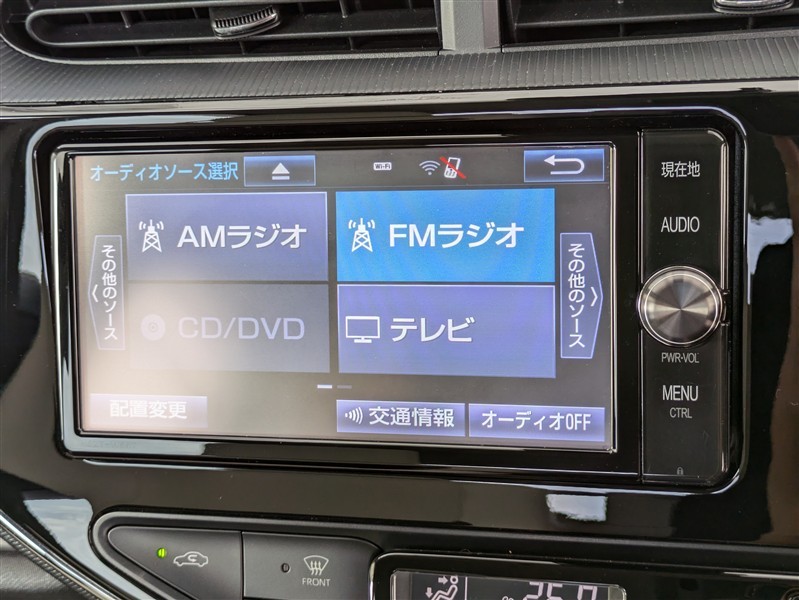 オーディオソース選択
Wi-Fi
AMラジオ
FMラジオ
その他のソース
その他のソース
CD/DVD
テレビ
配置変更
交通情報
オーディオOFF
現在地
AUDIO
PWR·VOL
MENU
CTRL
FRONT